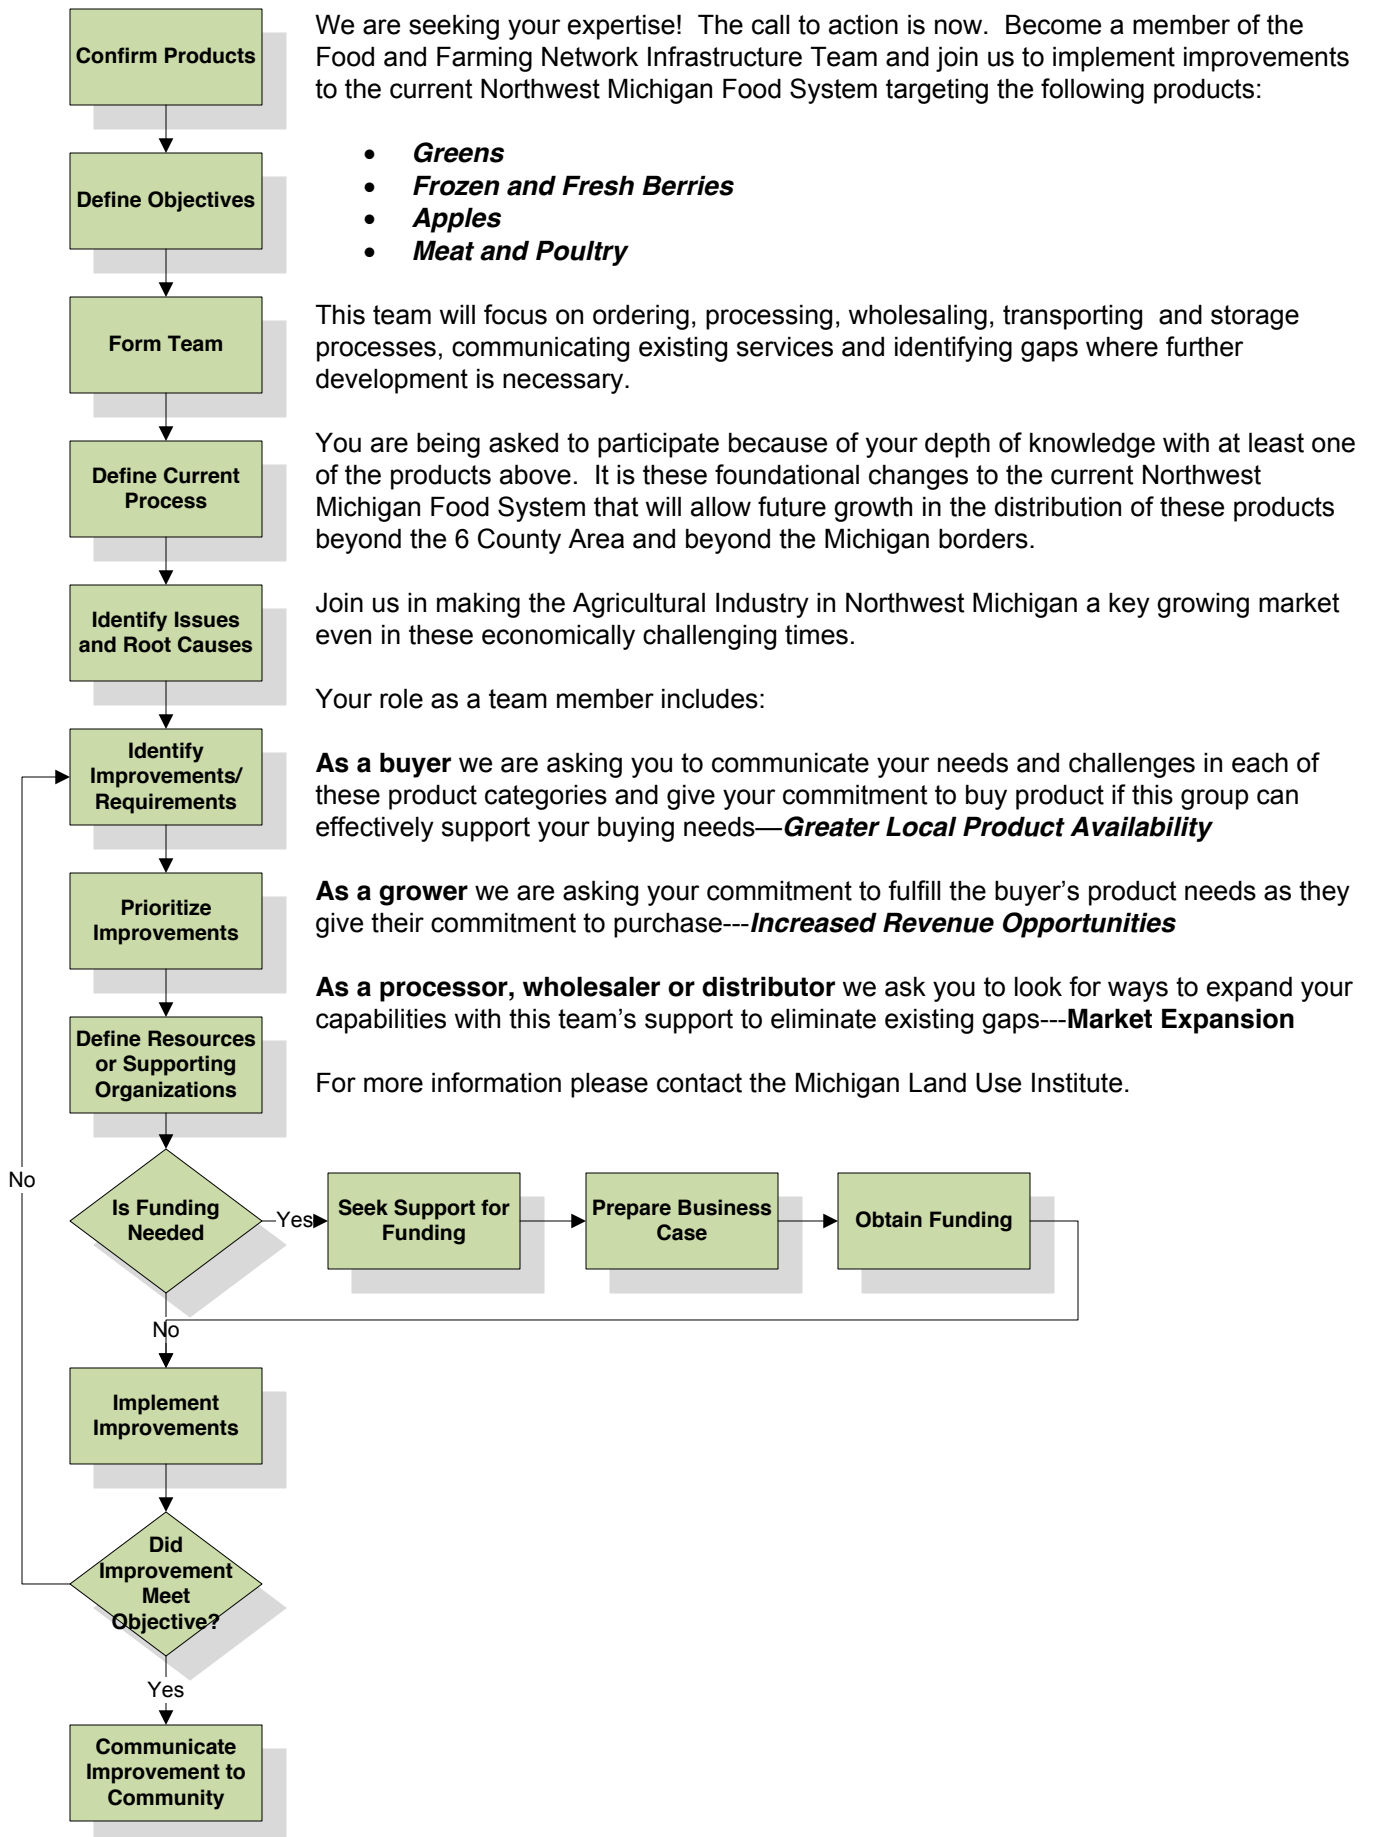 Confirm Products
Define Objectives
Form Team
Define Current
Process
Identify Issues
and Root Causes
Identify
Improvements/
Requirements
Prioritize
Improvements
Define Resources
or Supporting
Organizations
We are seeking your expertise!  The call to action is now.  Become a member of the
Food and Farming Network Infrastructure Team and join us to implement improvements
to the current Northwest Michigan Food System targeting the following products:
• Greens
• Frozen and Fresh Berries
• Apples
• Meat and Poultry
This team will focus on ordering, processing, wholesaling, transporting  and storage
processes, communicating existing services and identifying gaps where further
development is necessary.
You are being asked to participate because of your depth of knowledge with at least one
of the products above.  It is these foundational changes to the current Northwest
Michigan Food System that will allow future growth in the distribution of these products
beyond the 6 County Area and beyond the Michigan borders.
Join us in making the Agricultural Industry in Northwest Michigan a key growing market
even in these economically challenging times.
Your role as a team member includes:
As a buyer we are asking you to communicate your needs and challenges in each of
these product categories and give your commitment to buy product if this group can
effectively support your buying needs—Greater Local Product Availability
As a grower we are asking your commitment to fulfill the buyer’s product needs as they
give their commitment to purchase---Increased Revenue Opportunities
As a processor, wholesaler or distributor we ask you to look for ways to expand your
capabilities with this team’s support to eliminate existing gaps---Market Expansion
For more information please contact the Michigan Land Use Institute.
No
Is Funding
Needed
Yes
Seek Support for
Funding
Prepare Business
Case
Obtain Funding
No
Implement
Improvements
Did
Improvement
Meet
Objective?
Yes
Communicate
Improvement to
Community